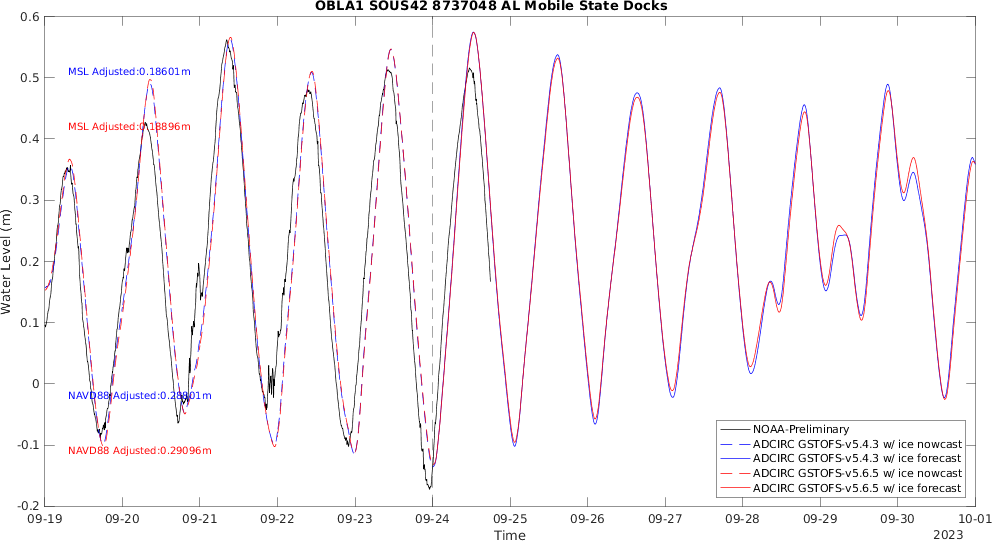 OBLA1 SOUS42 8737048 AL Mobile State Docks
0.6
0.5
0.4
0.3
0.2
0.1
0
-0.1
-0.2
Water Level (m)
MSL Adjusted:0.18601m
MSL Adjusted:0.18896m
NAVD88 Adjusted:0.28801m
NAVD88 Adjusted:0.29096m
NOAA-Preliminary
ADCIRC GSTOFS-v5.4.3 w/ ice nowcast
ADCIRC GSTOFS-v5.4.3 w/ ice forecast
ADCIRC GSTOFS-v5.6.5 w/ ice nowcast
ADCIRC GSTOFS-v5.6.5 w/ ice forecast
09-19 09-20 09-21 09-22 09-23 09-24 09-25 09-26 09-27 09-28 09-29 09-30 10-01
Time
2023